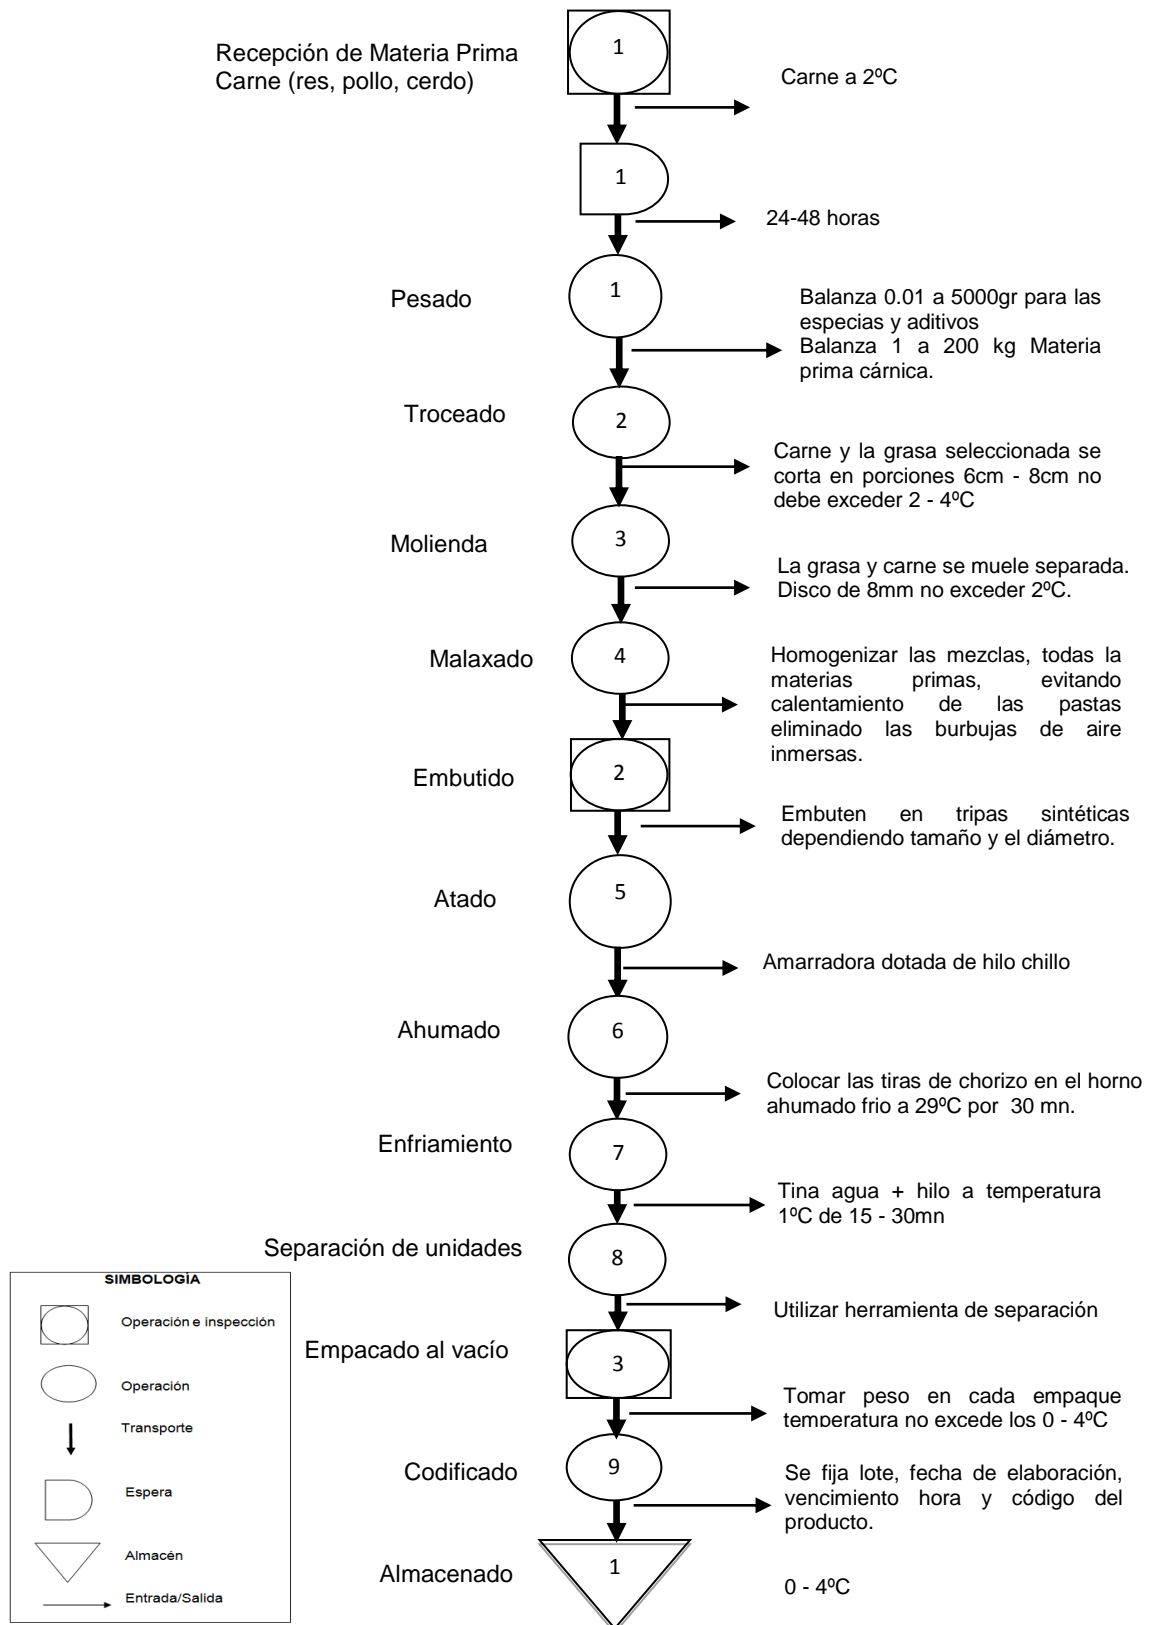 1
Recepción de Materia Prima
Carne (res, pollo, cerdo)
Carne a 2ºC
1
24-48 horas
Pesado
1
Balanza 0.01 a 5000gr para las
especias y aditivos
Balanza 1 a 200 kg Materia
prima cárnica.
Troceado
2
Carne y la grasa seleccionada se
corta en porciones 6cm - 8cm no
debe exceder 2 - 4ºC
Molienda
3
La grasa y carne se muele separada.
Disco de 8mm no exceder 2ºC.
Malaxado
4
Homogenizar las mezclas, todas la
materias primas, evitando
calentamiento de las pastas
eliminado las burbujas de aire
inmersas.
Embutido
2
Embuten en tripas sintéticas
dependiendo tamaño y el diámetro.
Atado
5
Amarradora dotada de hilo chillo
Ahumado
6
Colocar las tiras de chorizo en el horno
ahumado frio a 29ºC por 30 mn.
Enfriamiento
7
Tina agua + hilo a temperatura
1ºC de 15 - 30mn
Separación de unidades
8
Utilizar herramienta de separación
Empacado al vacío
3
Tomar peso en cada empaque
temperatura no excede los 0 - 4ºC
Codificado
9
Se fija lote, fecha de elaboración,
vencimiento hora y código del
producto.
Almacenado
1
0 - 4ºC
SIMBOLOGÍA
Operación e inspección
Operación
Transporte
Espera
Almacén
Entrada/Salida